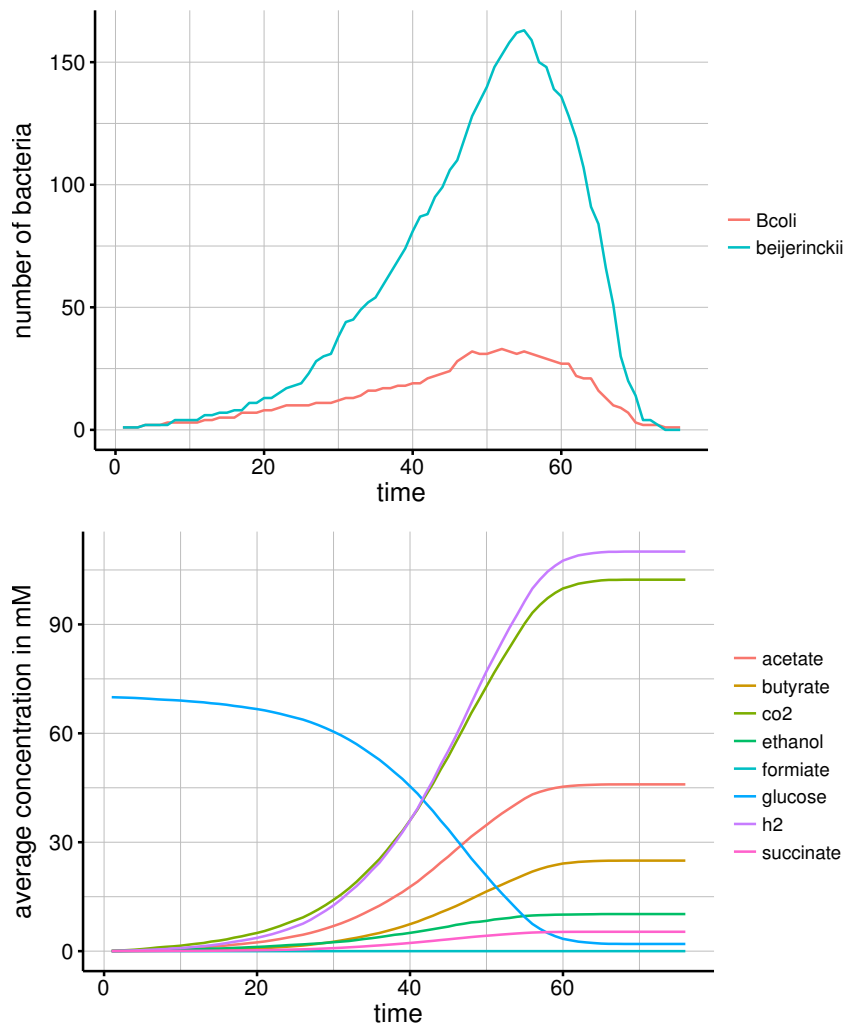 number of bacteria
150
100
50
0
0
20
40
60
time
Bcoli
beijerinckii
average concentration in mM
90
60
30
0
0
20
40
60
time
acetate
butyrate
co2
ethanol
formiate
glucose
h2
succinate